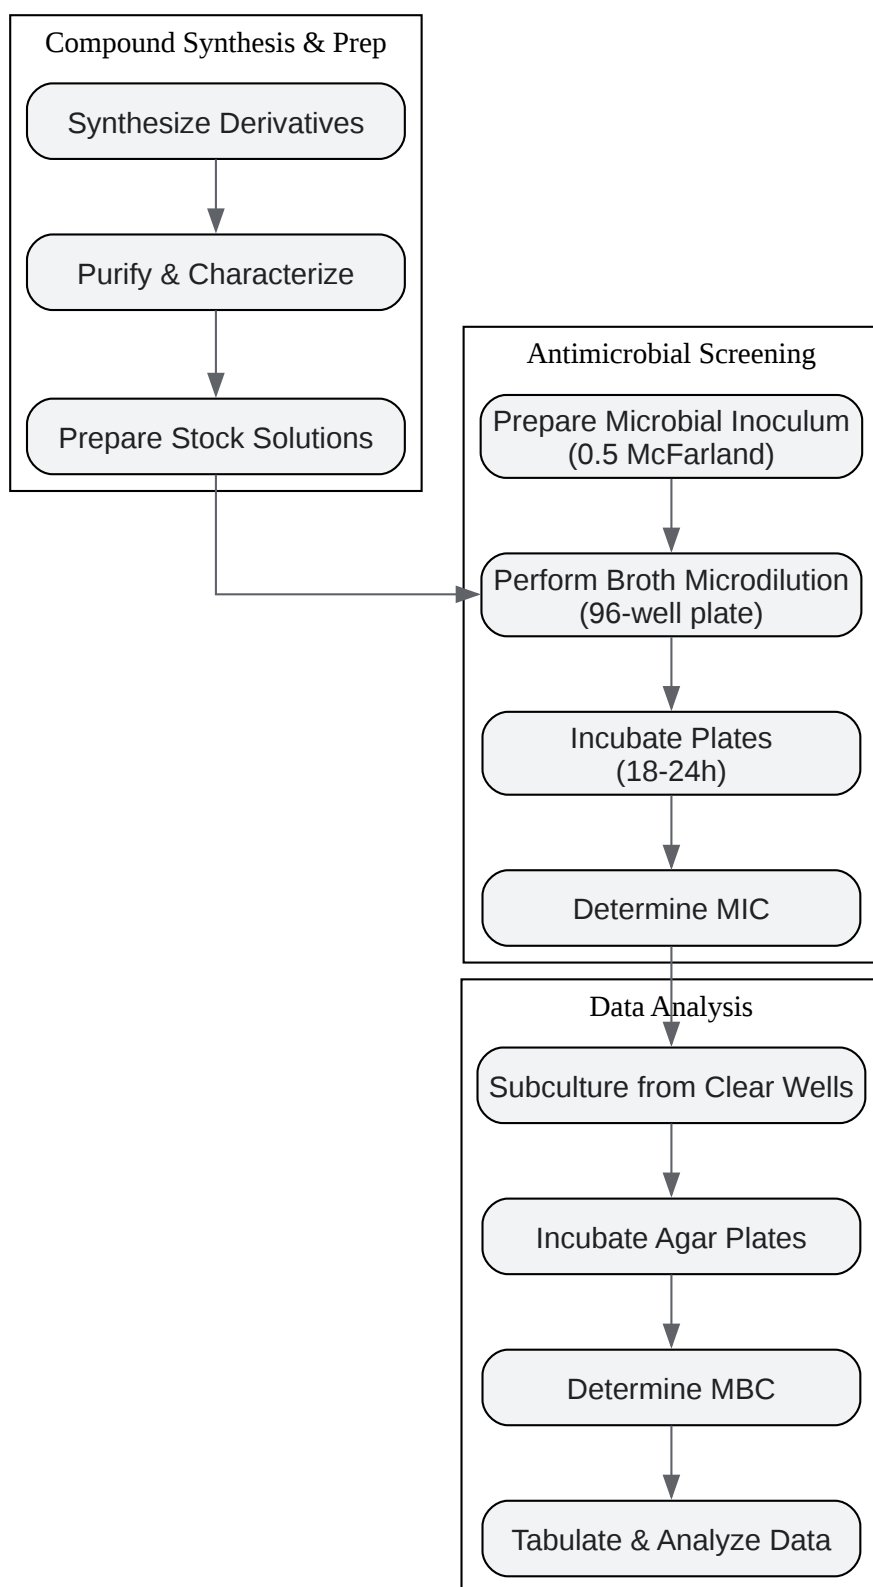 Compound Synthesis & Prep
Synthesize Derivatives
Purify & Characterize
Prepare Stock Solutions
Antimicrobial Screening
Prepare Microbial Inoculum
(0.5 McFarland)
Perform Broth Microdilution
(96-well plate)
Incubate Plates
(18-24h)
Determine MIC
Data Analysis
Subculture from Clear Wells
Incubate Agar Plates
Determine MBC
Tabulate & Analyze Data